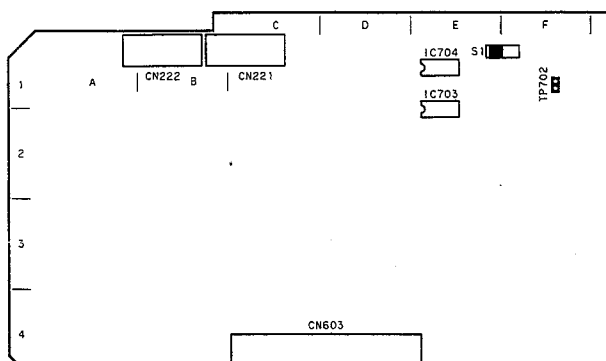 C D E F
IC704 S1
CN222 B CN221
1 A
TP702
IC703
2
3
CN603
4